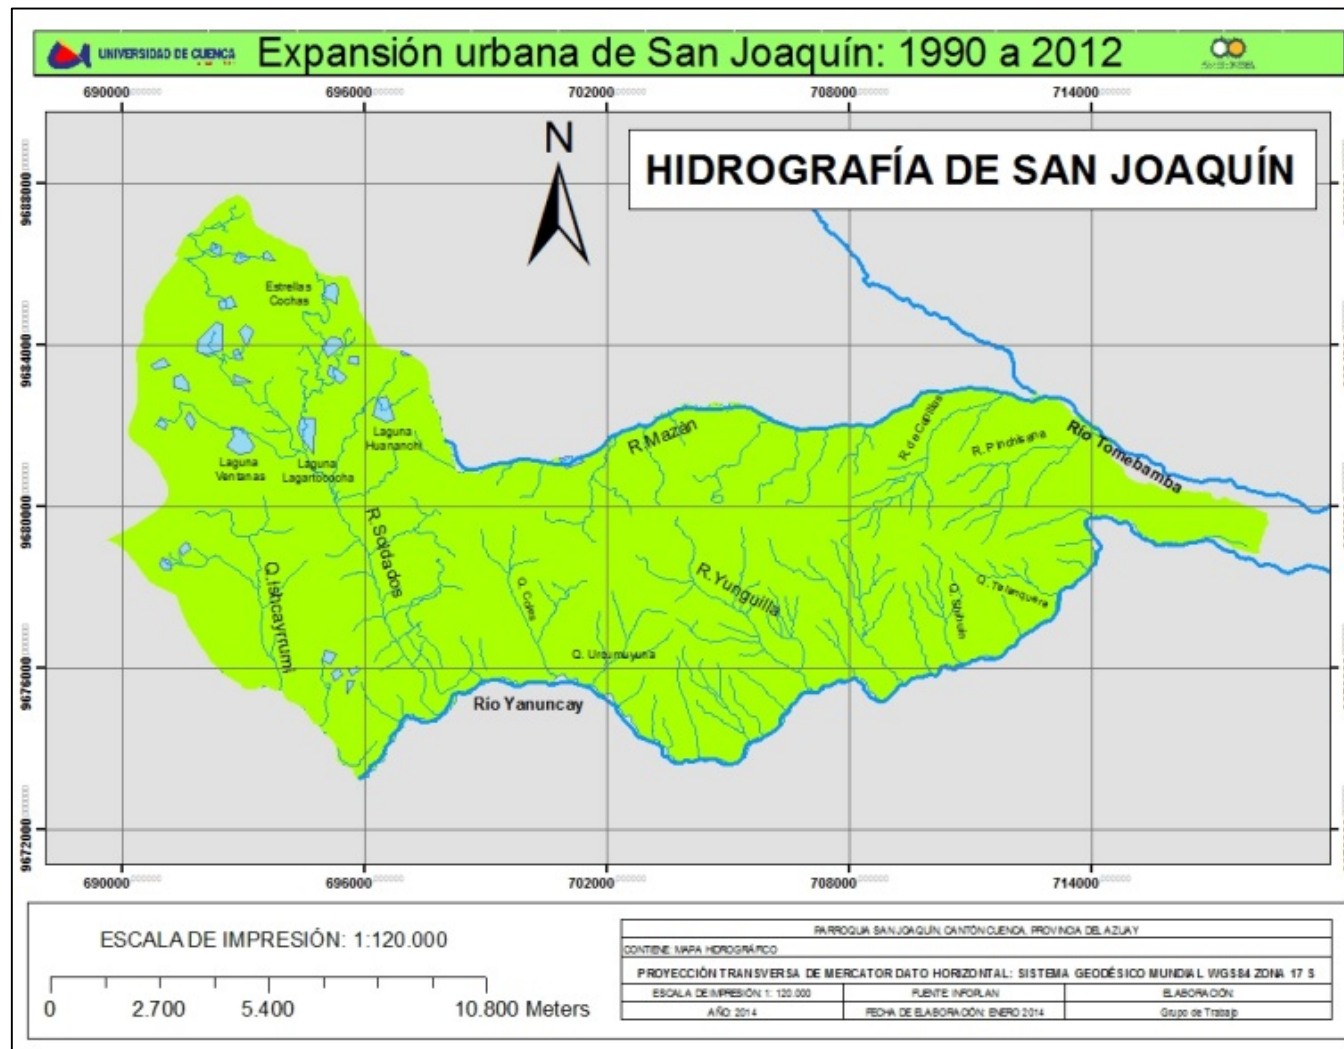 UNIVERSIDAD DE CUENCA
Expansión urbana de San Joaquín: 1990 a 2012
690000 696000 702000 708000 714000
HIDROGRAFÍA DE SAN JOAQUÍN
N
9688000
9684000
9680000
9676000
9672000
Estrellas
Cochas
Laguna
Huananchi
Laguna
Ventanas
Laguna
Lagartococha
R.Mazán
R. de Cupillos
Río Tomebamba
R.Soldados
Q.Ishcayrrumi
Q. Coles
R.Yunguilla
Q. Shihuin
Río Yanuncay
690000 696000 702000 708000 714000
ESCALA DE IMPRESIÓN: 1:120.000
0 2.700 5.400 10.800 Meters
PARROQUIA SAN JOAQUÍN, CANTÓN CUENCA, PROVINCIA DEL AZUAY
CONTIENE: MAPA HIDROGRÁFICO
PROYECCIÓN TRANSVERSA DE MERCATOR DATO HORIZONTAL: SISTEMA GEODÉSICO MUNDIAL WGS84 ZONA 17 S
ESCALA DE IMPRESIÓN: 1: 120.000 FUENTE: INFOPLAN ELABORACIÓN:
AÑO: 2014 FECHA DE ELABORACIÓN: ENERO 2014 Grupo de Trabajo